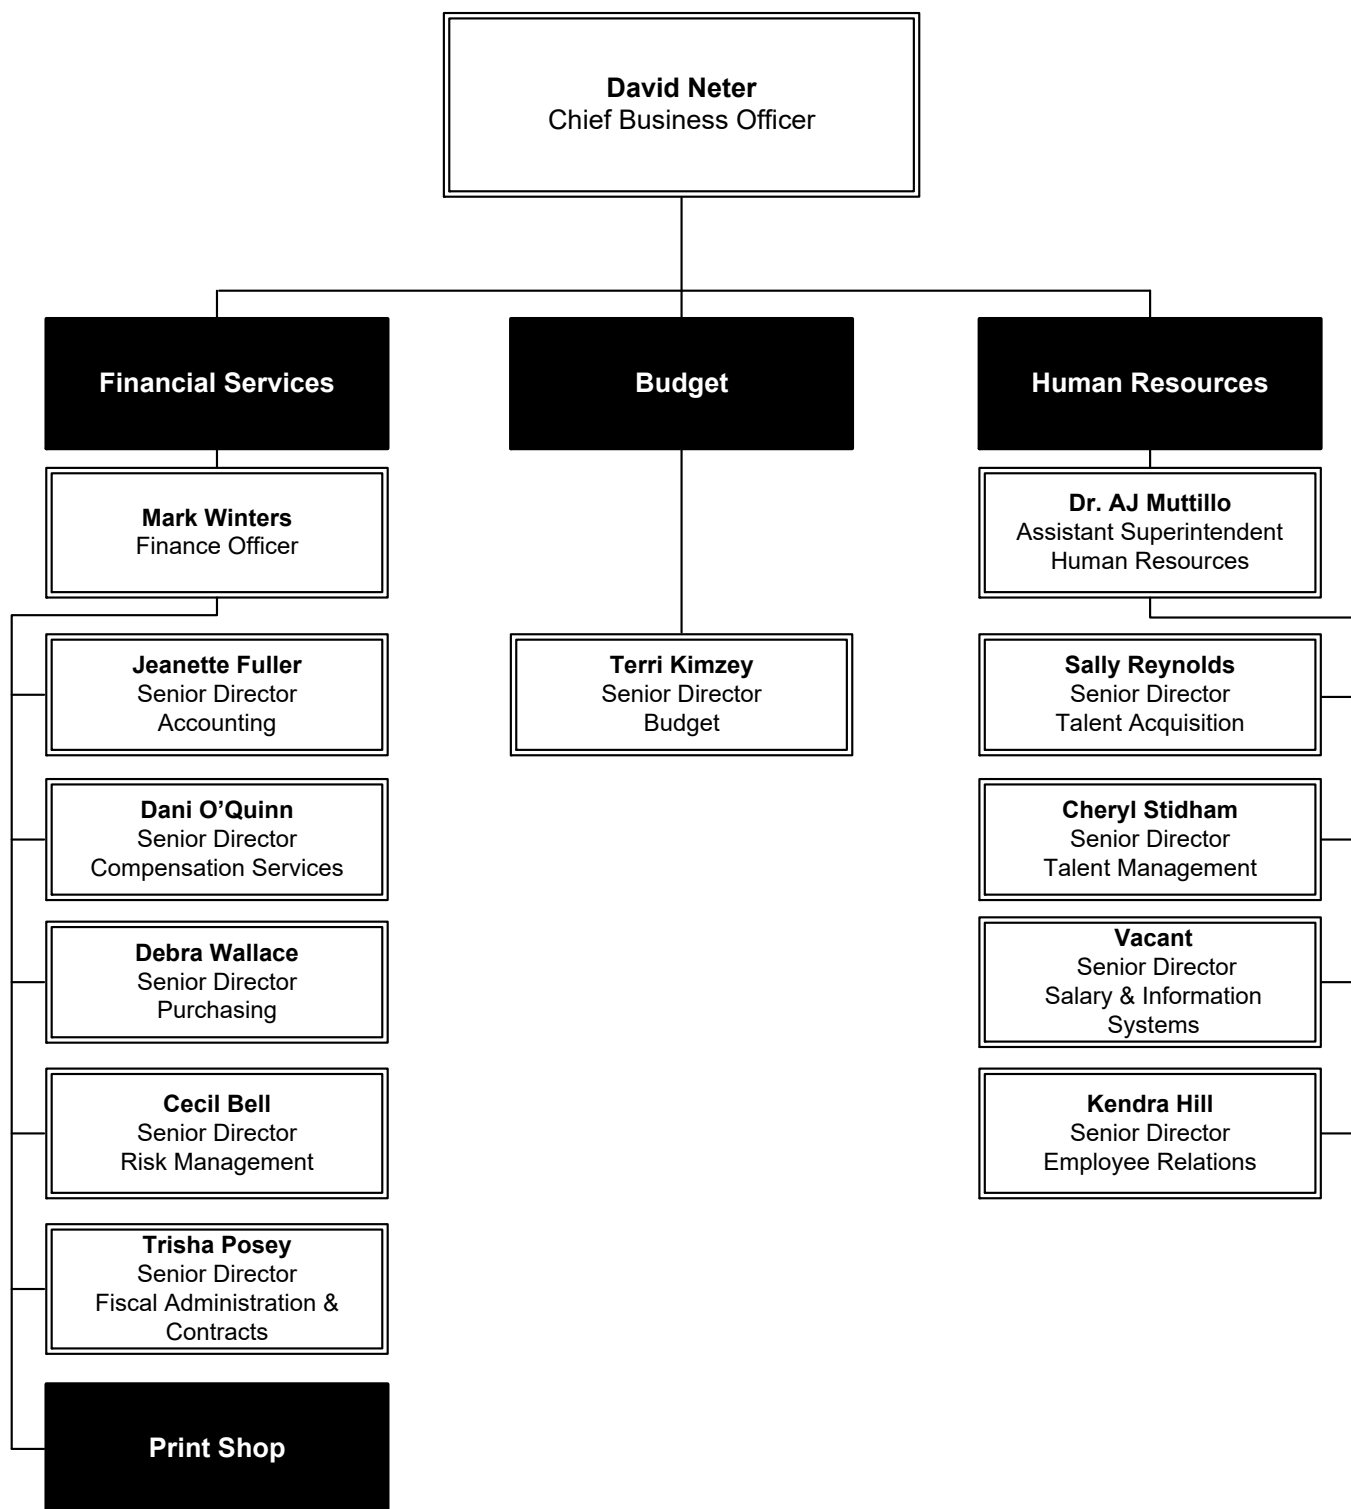 David Neter
Chief Business Officer
Financial Services
Budget
Human Resources
Mark Winters
Finance Officer
Dr. AJ Muttillo
Assistant Superintendent
Human Resources
Jeanette Fuller
Senior Director
Accounting
Terri Kimzey
Senior Director
Budget
Sally Reynolds
Senior Director
Talent Acquisition
Dani O’Quinn
Senior Director
Compensation Services
Cheryl Stidham
Senior Director
Talent Management
Debra Wallace
Senior Director
Purchasing
Vacant
Senior Director
Salary & Information
Systems
Cecil Bell
Senior Director
Risk Management
Kendra Hill
Senior Director
Employee Relations
Trisha Posey
Senior Director
Fiscal Administration &
Contracts
Print Shop